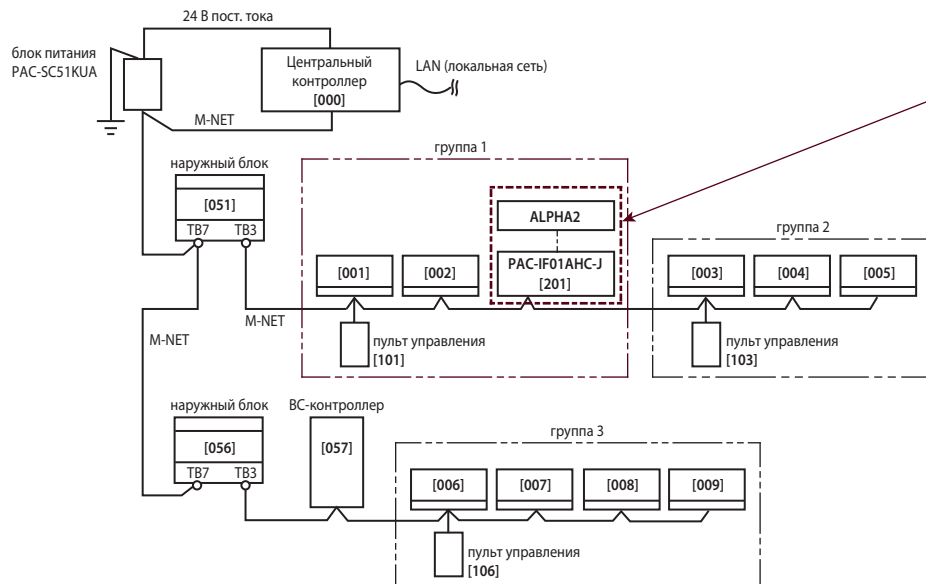 24 В пост. тока
блок питания
PAC-SC51KUA
Центральный
контроллер
[000]
LAN (локальная сеть)
M-NET
группа 1
наружный блок
[051]
TB7 TB3
ALPHA2
PAC-IF01AHC-J
[201]
[001]
[002]
группа 2
[003]
[004]
[005]
M-NET
M-NET
пульт управления
[101]
пульт управления
[103]
наружный блок
[056]
TB7 TB3
BC-контроллер
[057]
группа 3
[006]
[007]
[008]
[009]
пульт управления
[106]